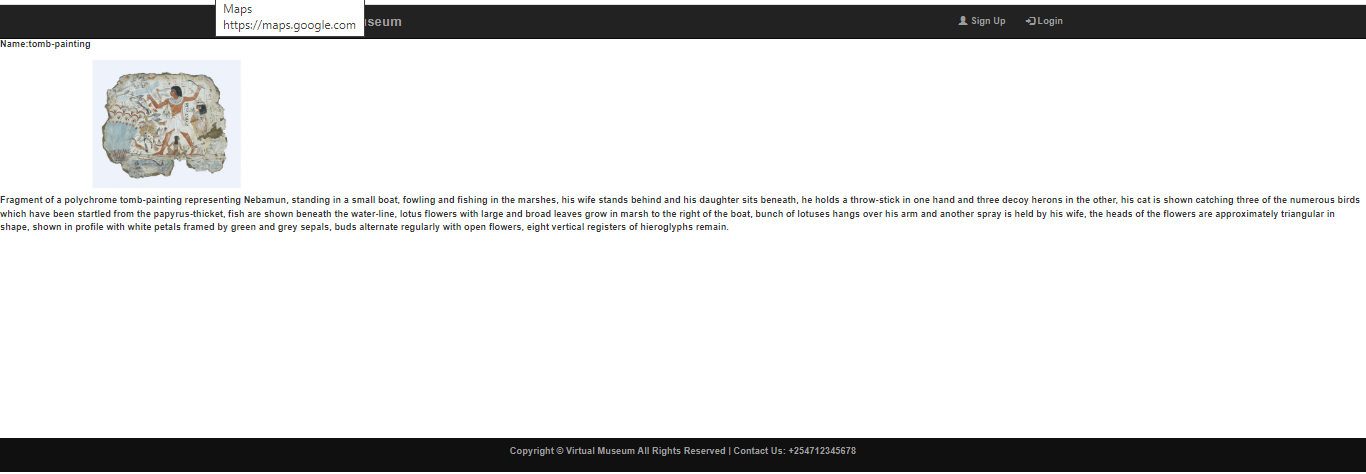 Maps
https://maps.google.com
seum
Sign Up
Login
Name:tomb-painting
Fragment of a polychrome tomb-painting representing Nebamun, standing in a small boat, fowling and fishing in the marshes, his wife stands behind and his daughter sits beneath, he holds a throw-stick in one hand and three decoy herons in the other, his cat is shown catching three of the numerous birds
which have been startled from the papyrus-thicket, fish are shown beneath the water-line, lotus flowers with large and broad leaves grow in marsh to the right of the boat, bunch of lotuses hangs over his arm and another spray is held by his wife, the heads of the flowers are approximately triangular in
shape, shown in profile with white petals framed by green and grey sepals, buds alternate regularly with open flowers, eight vertical registers of hieroglyphs remain.
Copyright © Virtual Museum All Rights Reserved | Contact Us: +254712345678